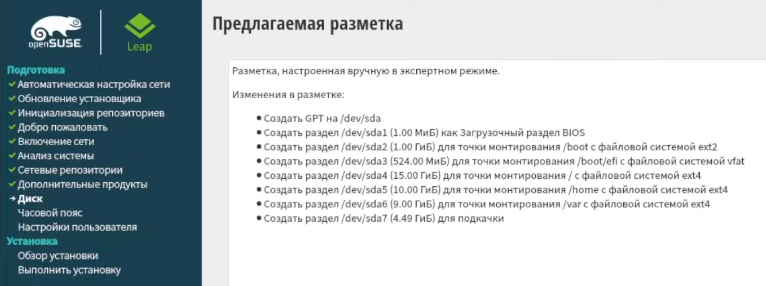 openSUSE
Leap
Предлагаемая разметка
Подготовка
Автоматическая настройка сети
Обновление установщика
Инициализация репозиториев
Добро пожаловать
Включение сети
Анализ системы
Сетевые репозитории
Дополнительные продукты
Диск
Часовой пояс
Настройки пользователя
Установка
Обзор установки
Выполнить установку
Разметка, настроенная вручную в экспертном режиме.
Изменения в разметке:
Создать GPT на /dev/sda
Создать раздел /dev/sda1 (1.00 МиБ) как Загрузочный раздел BIOS
Создать раздел /dev/sda2 (1.00 ГиБ) для точки монтирования /boot с файловой системой ext2
Создать раздел /dev/sda3 (524.00 МиБ) для точки монтирования /boot/efi с файловой системой vfat
Создать раздел /dev/sda4 (15.00 ГиБ) для точки монтирования / с файловой системой ext4
Создать раздел /dev/sda5 (10.00 ГиБ) для точки монтирования /home с файловой системой ext4
Создать раздел /dev/sda6 (9.00 ГиБ) для точки монтирования /var с файловой системой ext4
Создать раздел /dev/sda7 (4.49 ГиБ) для подкачки